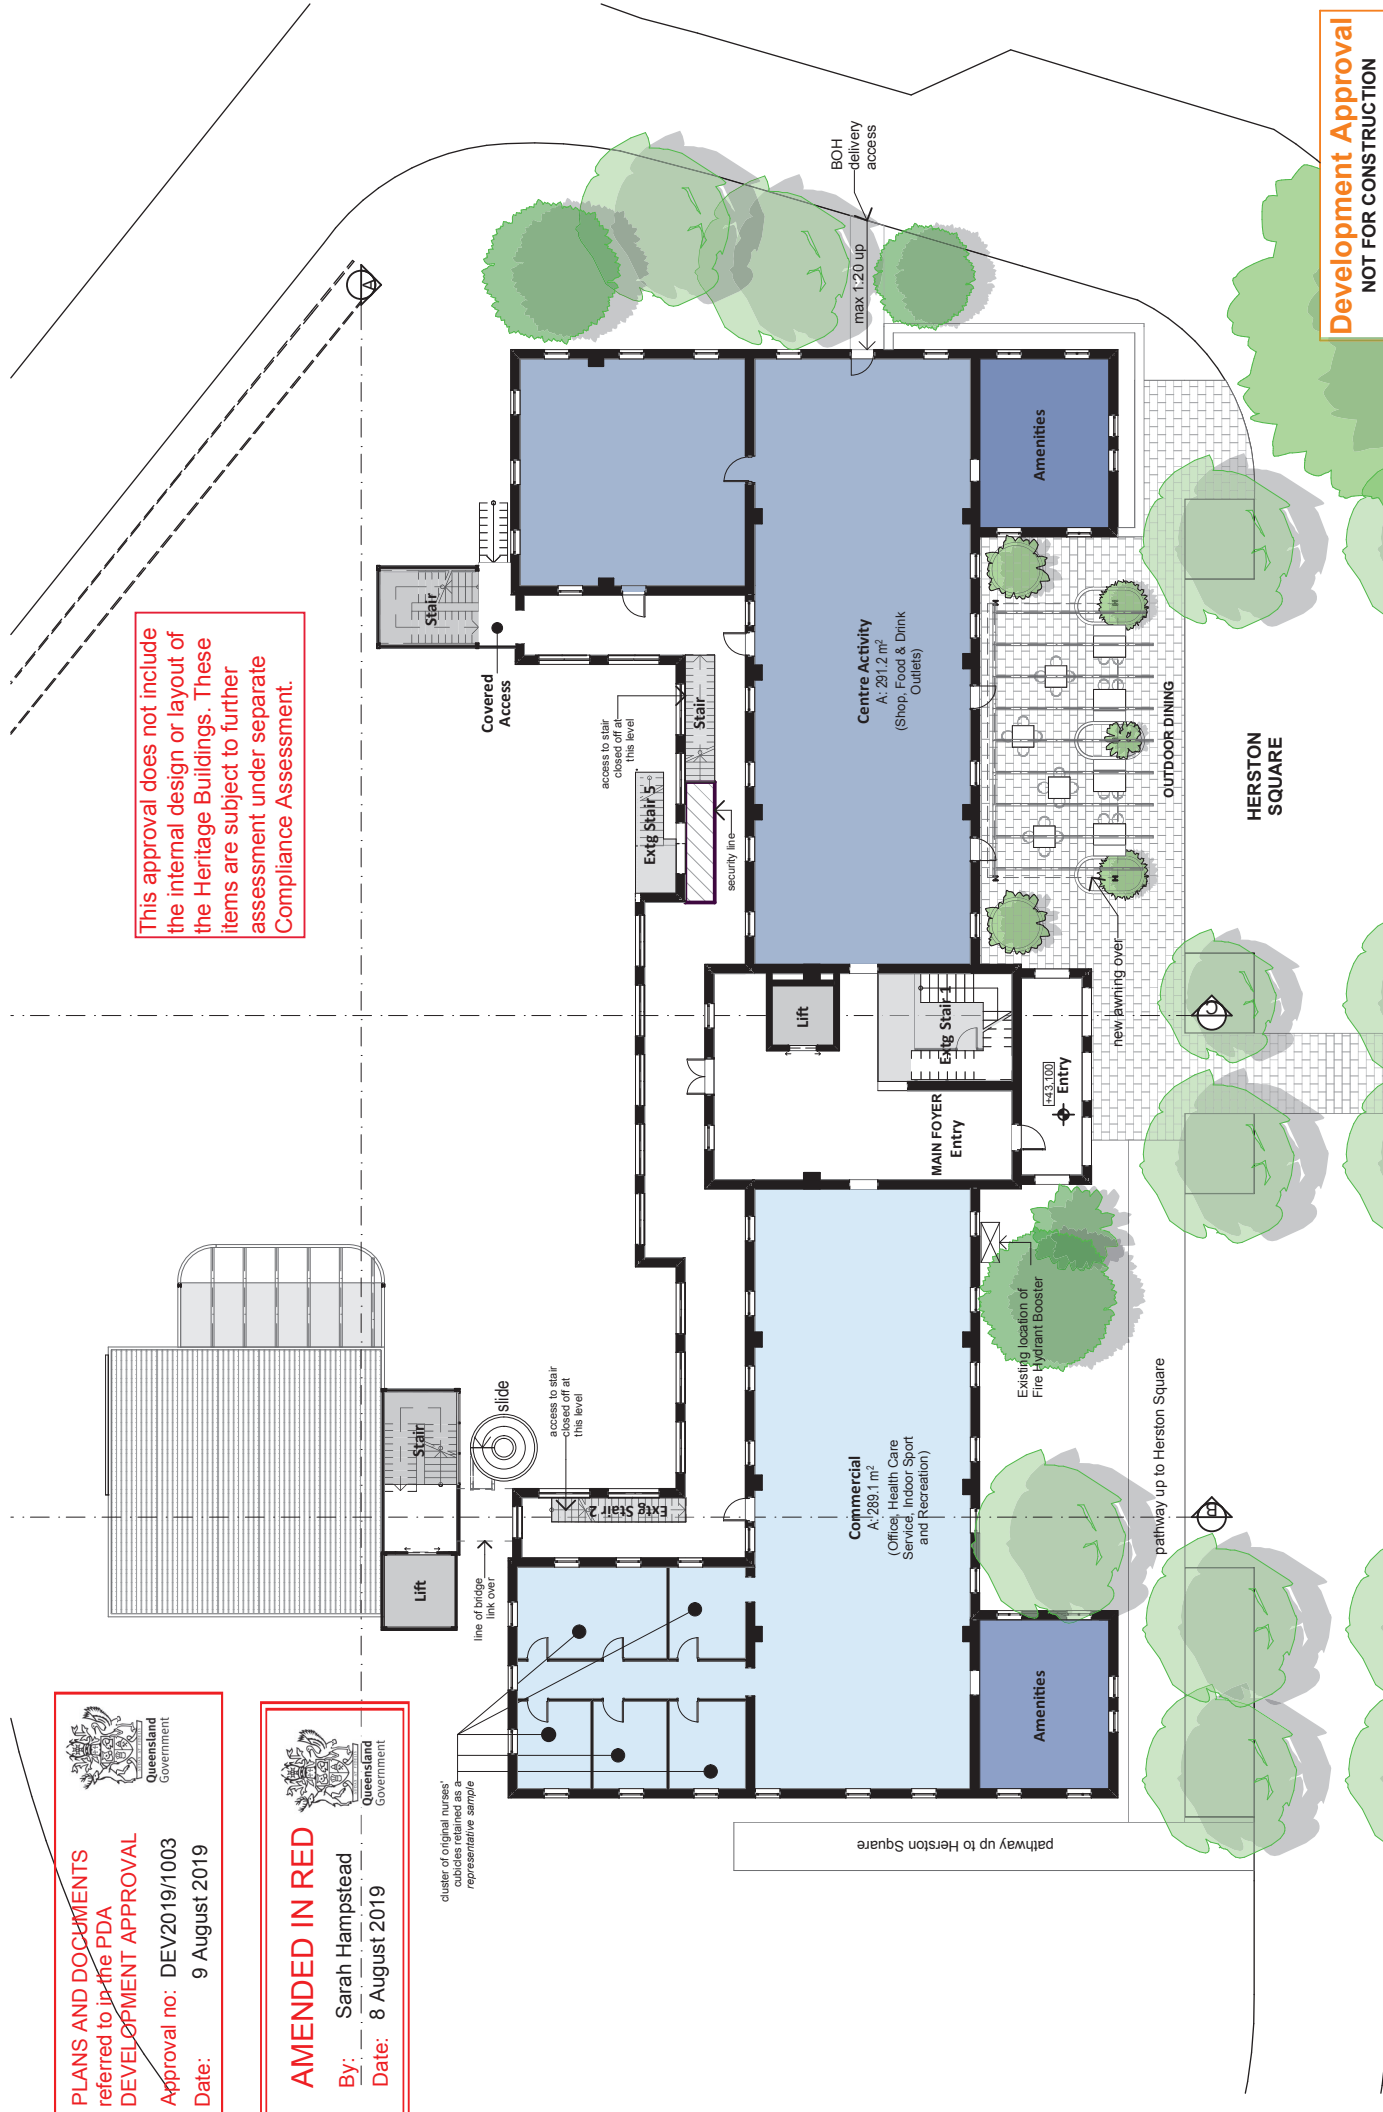 PLANS AND DOCUMENTS
referred to in the PDA
DEVELOPMENT APPROVAL
Approval no: DEV2019/1003
Date: 9 August 2019
Queensland
Government
AMENDED IN RED
By: Sarah Hampstead
Date: 8 August 2019
Queensland
Government
This approval does not include
the internal design or layout of
the Heritage Buildings. These
items are subject to further
assessment under separate
Compliance Assessment.
A
Lift
Stair
slide
line of bridge
link over
access to stair
closed off at
this level
Extg Stair 2
cluster of original nurses'
cubicles retained as a
representative sample
Stair
Covered
Access
access to stair
closed off at
this level
Extg Stair 5
Stair
security line
BOH
delivery
access
max 1:20 up
Commercial
A: 289.1 m²
(Office, Health Care
Service, Indoor Sport
and Recreation)
Lift
Extg Stair 1
MAIN FOYER
Entry
+43.100
Entry
Centre Activity
A: 291.2 m²
(Shop, Food & Drink
Outlets)
Amenities
Amenities
Existing location of
Fire Hydrant Booster
new awning over
OUTDOOR DINING
pathway up to Herston Square
pathway up to Herston Square
B
C
HERSTON
SQUARE
Development Approval
NOT FOR CONSTRUCTION